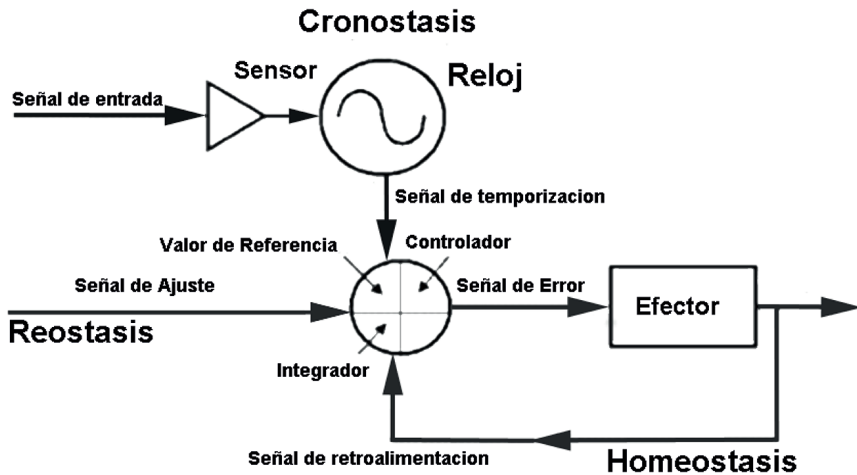 Cronostasis
Sensor
Reloj
Señal de entrada
Señal de temporizacion
Valor de Referencia
Controlador
Señal de Ajuste
Señal de Error
Efector
Reostasis
Integrador
Señal de retroalimentacion
Homeostasis